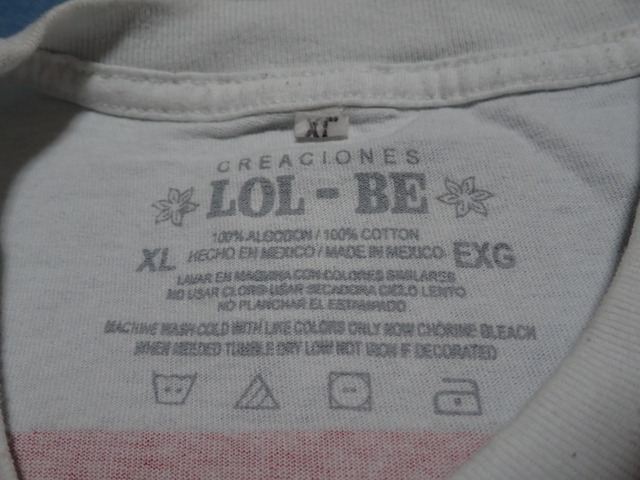 XL
CREACIONES
LOL - BE
100% ALGODON / 100% COTTON
XL HECHO EN MEXICO / MADE IN MEXICO EXG
LAVAR EN MAQUINA CON COLORES SIMILARES
NO USAR CLORO-USAR SECADORA CICLO LENTO
NO PLANCHAR EL ESTAMPADO
MACHINE WASH COLD WITH LIKE COLORS ONLY NOW CHORINE BLEACH
WHEN NEEDED TUMBLE DRY LOW NOT IRON IF DECORATED